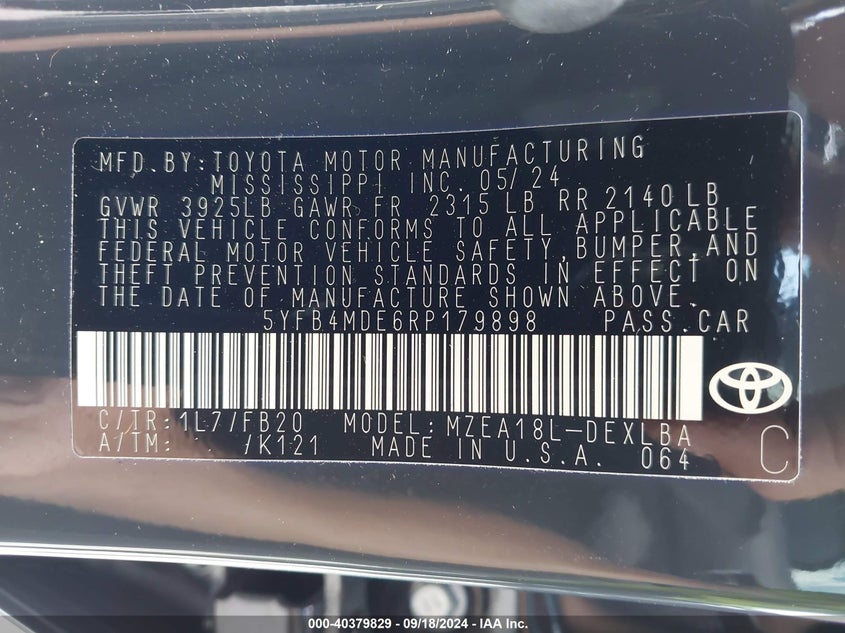 MFD.BY:TOYOTA MOTOR MANUFACTURING
MISSISSIPPI INC. 05/24
GVWR 3925LB GAWR FR 2315 LB RR 2140 LB
THIS VEHICLE CONFORMS TO ALL APPLICABLE
FEDERAL MOTOR VEHICLE SAFETY,BUMPER,AND
THEFT PREVENTION STANDARDS IN EFFECT ON
THE DATE OF MANUFACTURE SHOWN ABOVE.
5YFB4MDE6RP179898 PASS.CAR
C/TR:1L7/FB20 MODEL:MZEA18L-DEXLBA
A/TM: /K121 MADE IN U.S.A. 064 C
000-40379829 - 09/18/2024 - IAA Inc.